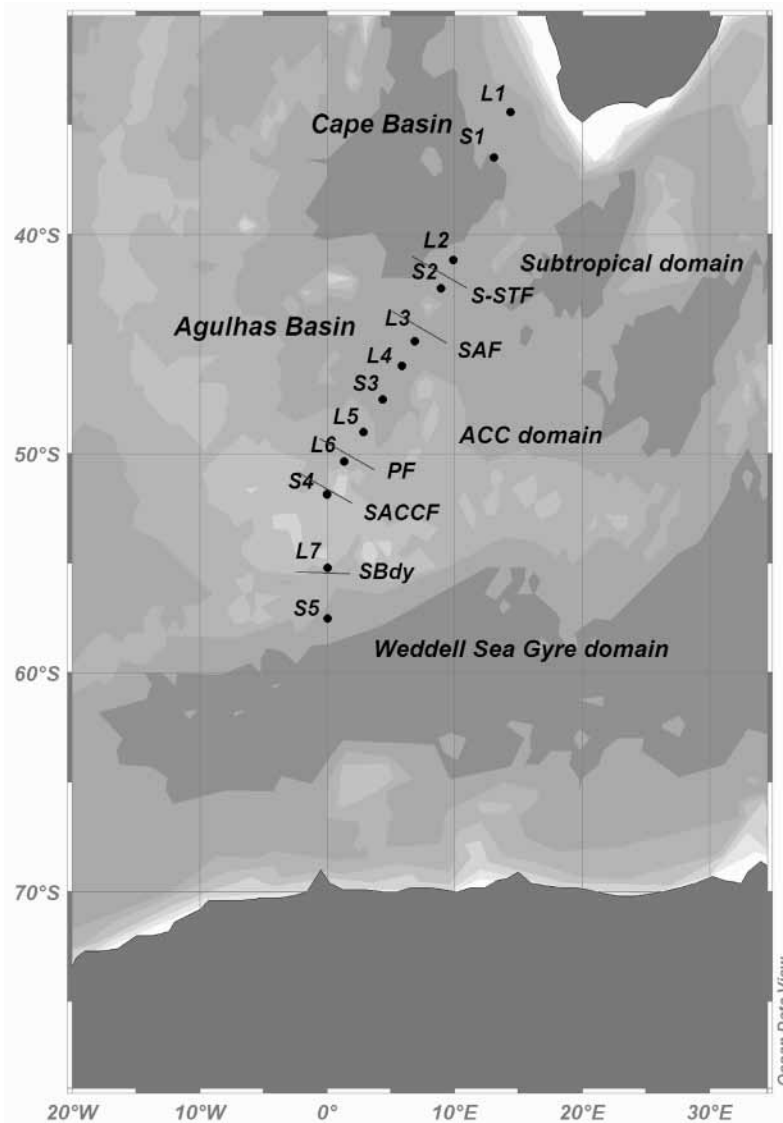 L1
Cape Basin
S1
40°S
L2
Subtropical domain
S2
S-STF
L3
Agulhas Basin
SAF
L4
S3
L5
ACC domain
50°S
L6
PF
S4
SACCF
L7
SBdy
S5
Weddell Sea Gyre domain
60°S
70°S
Ocean Data View
20°W
10°W
0°
10°E
20°E
30°E